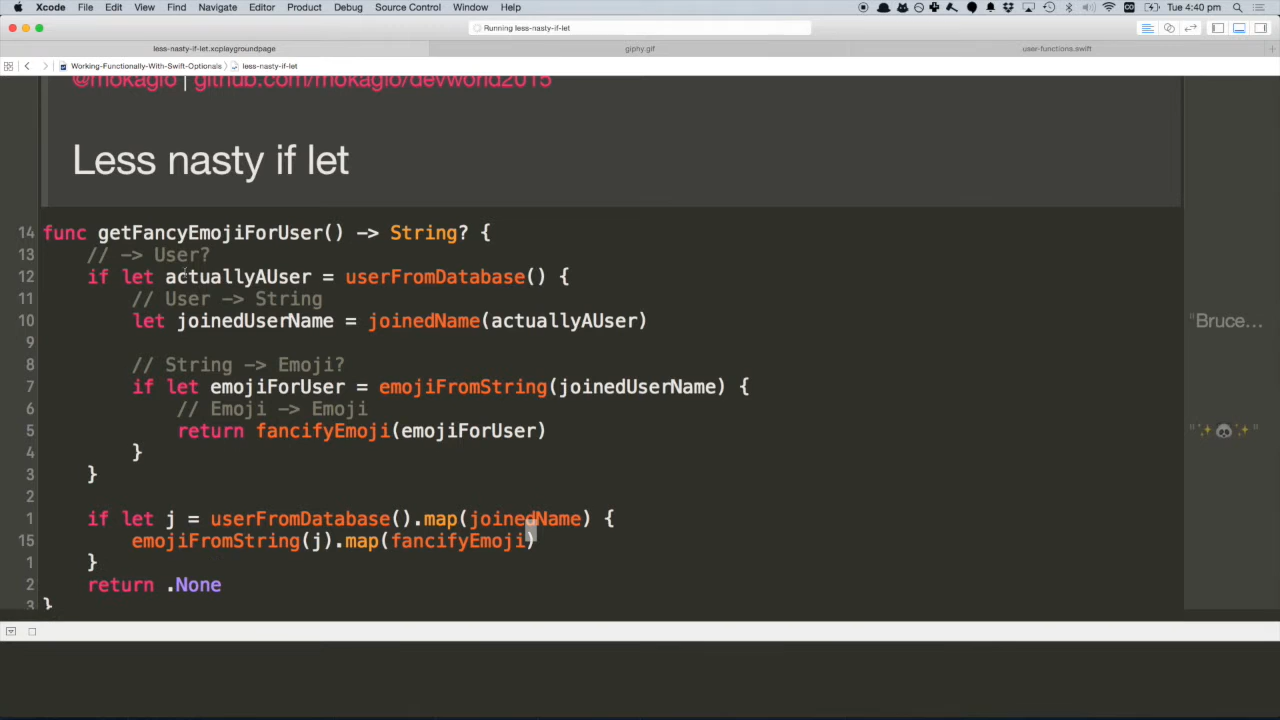 Xcode File Edit View Find Navigate Editor Product Debug Source Control Window Help Tue 4:40 pm
Running less-nasty-if-let
less-nasty-if-let.xcplaygroundpage giphy.gif user-functions.swift
Working-Functionally-With-Swift-Optionals less-nasty-if-let
@mokagio | github.com/mokagio/devworld2015
Less nasty if let
14 func getFancyEmojiForUser() -> String? {
13 // -> User?
12 if let actuallyAUser = userFromDatabase() {
11 // User -> String
10 let joinedUserName = joinedName(actuallyAUser) "Bruce...
9
8 // String -> Emoji?
7 if let emojiForUser = emojiFromString(joinedUserName) {
6 // Emoji -> Emoji
5 return fancifyEmoji(emojiForUser) "✨🐼✨"
4 }
3 }
2
1 if let j = userFromDatabase().map(joinedName) {
15 emojiFromString(j).map(fancifyEmoji)
1 }
2 return .None
3 }